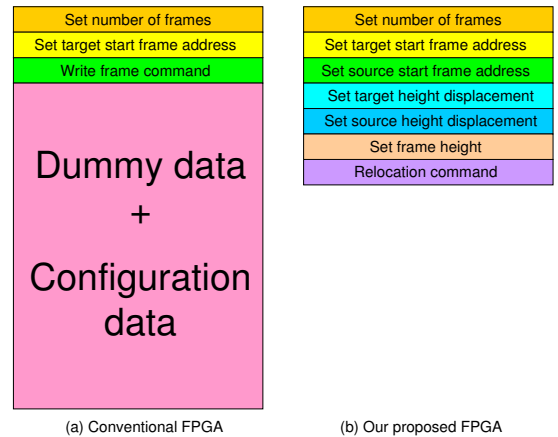 Set number of frames
Set target start frame address
Write frame command
Dummy data
+
Configuration
data
(a) Conventional FPGA
Set number of frames
Set target start frame address
Set source start frame address
Set target height displacement
Set source height displacement
Set frame height
Relocation command
(b) Our proposed FPGA